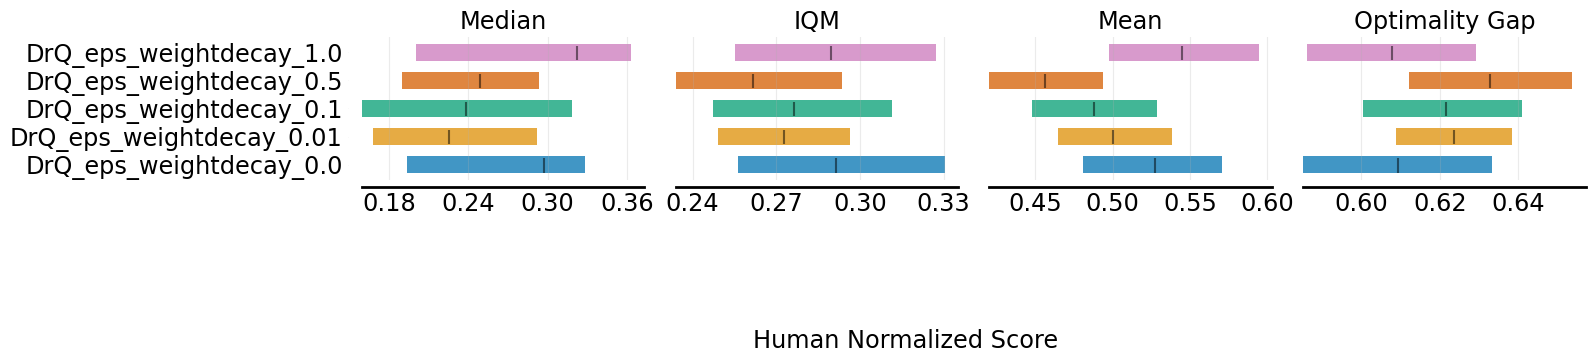 Median IQM Mean Optimality Gap
DrQ_eps_weightdecay_1.0
DrQ_eps_weightdecay_0.5
DrQ_eps_weightdecay_0.1
DrQ_eps_weightdecay_0.01
DrQ_eps_weightdecay_0.0
0.18 0.24 0.30 0.36 0.24 0.27 0.30 0.33 0.45 0.50 0.55 0.60 0.60 0.62 0.64
Human Normalized Score